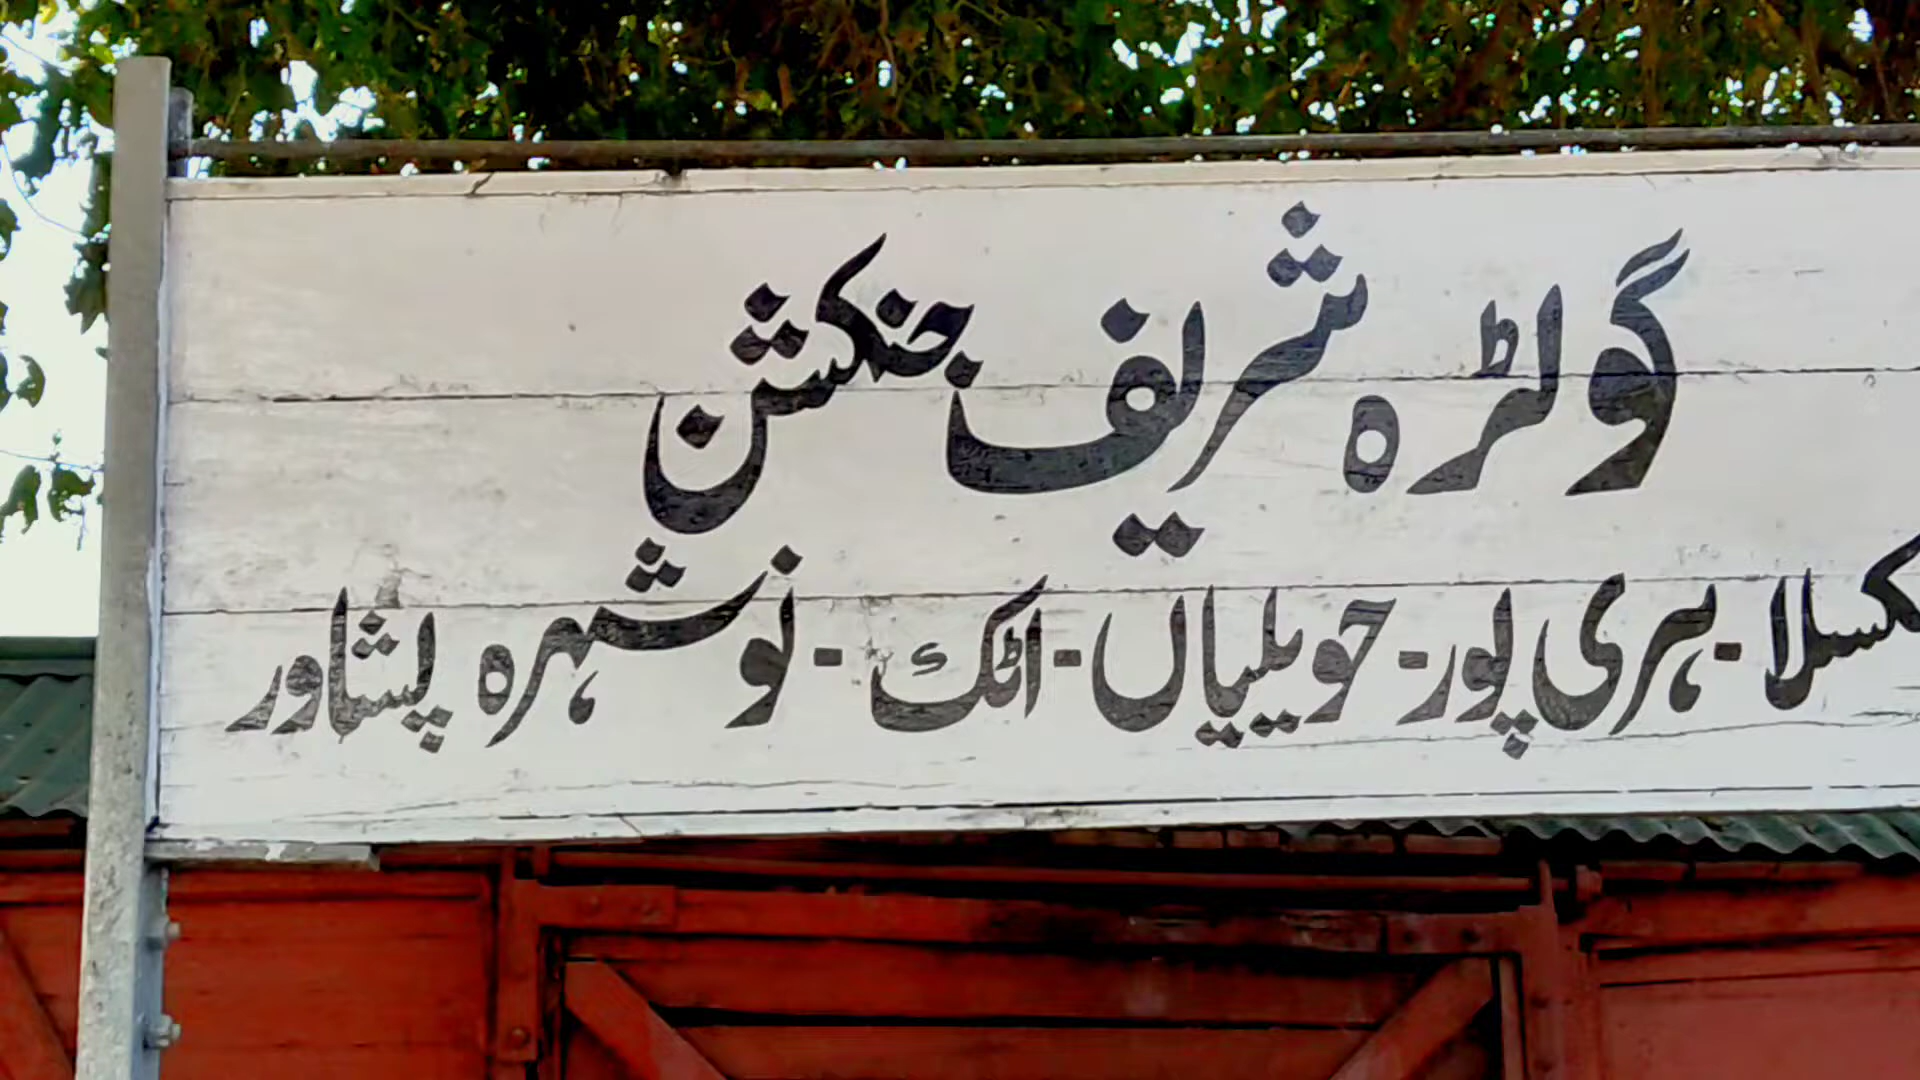 گولڑہ شریف جنکشن
کسلا - ہری پور - حویلیاں - اٹک - نوشہرہ پشاور